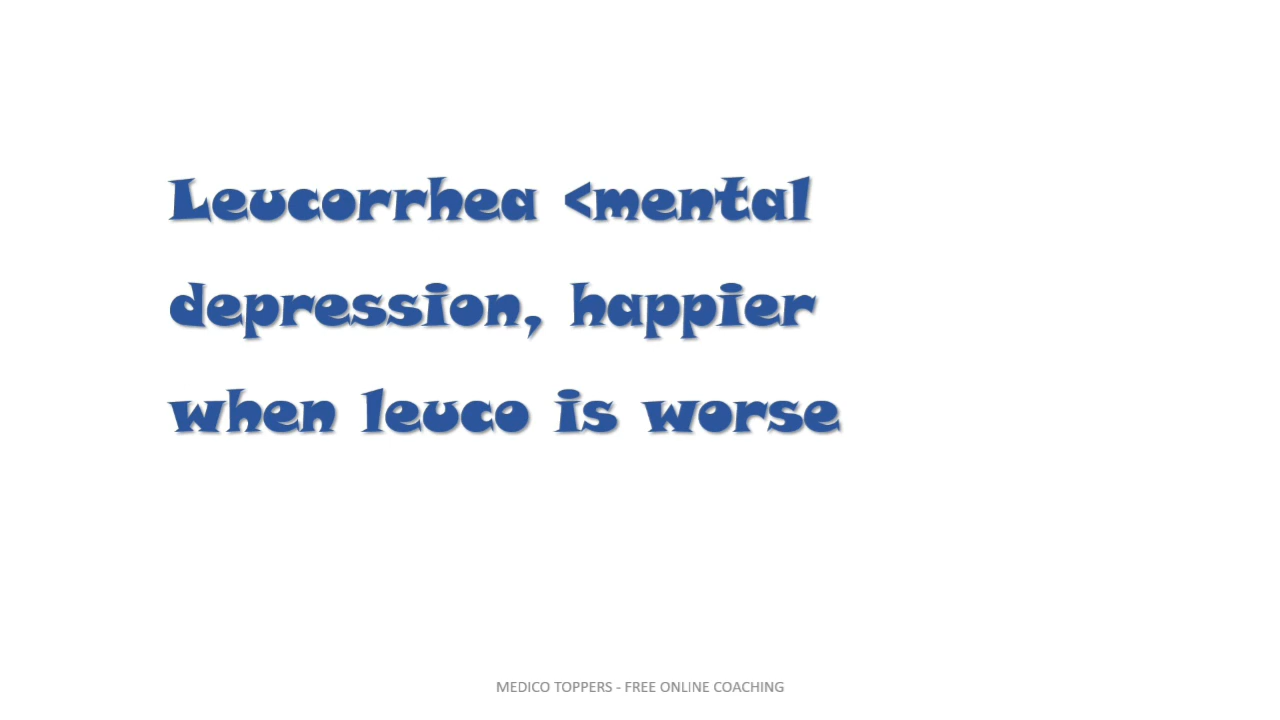 Leucorrhea <mental
depression, happier
when leuco is worse
MEDICO TOPPERS - FREE ONLINE COACHING